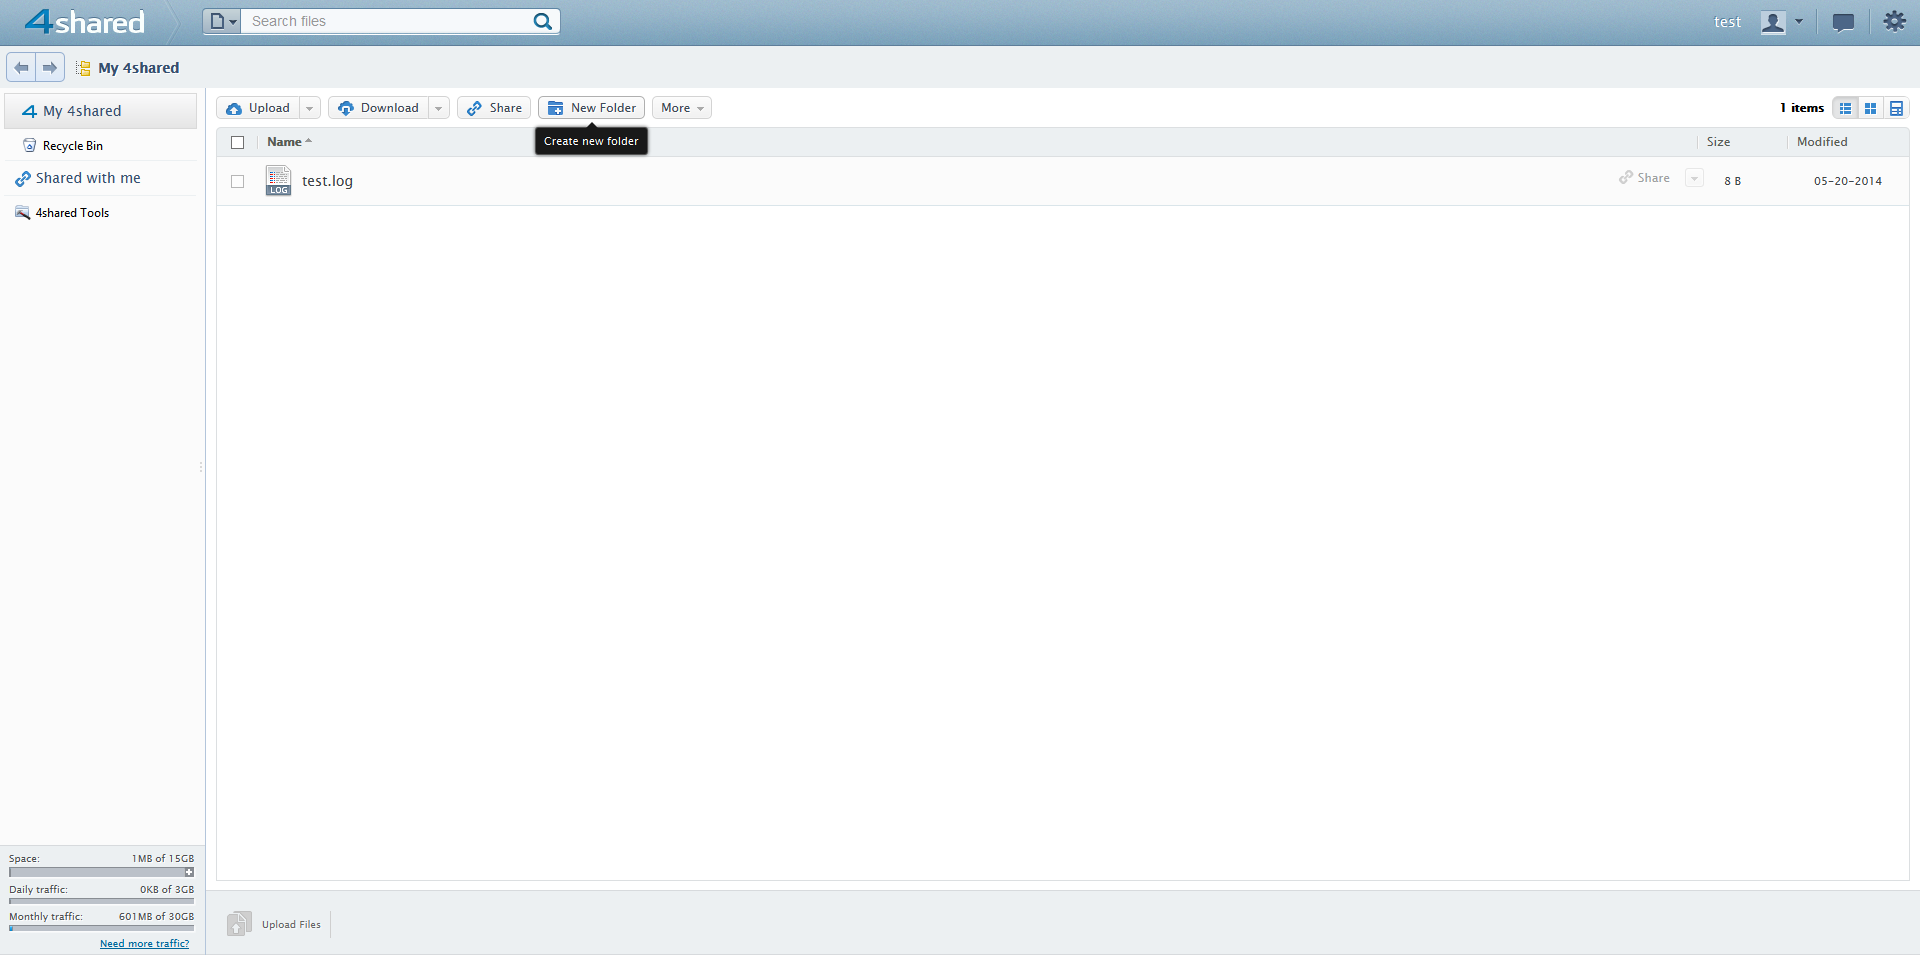 4shared
Search files
test
My 4shared
My 4shared
Recycle Bin
Shared with me
4shared Tools
Upload
Download
Share
New Folder
More
1 items
Create new folder
Name
Size
Modified
LOG
test.log
Share
8 B
05-20-2014
Space: 1MB of 15GB
Daily traffic: 0KB of 3GB
Monthly traffic: 601MB of 30GB
Need more traffic?
Upload Files